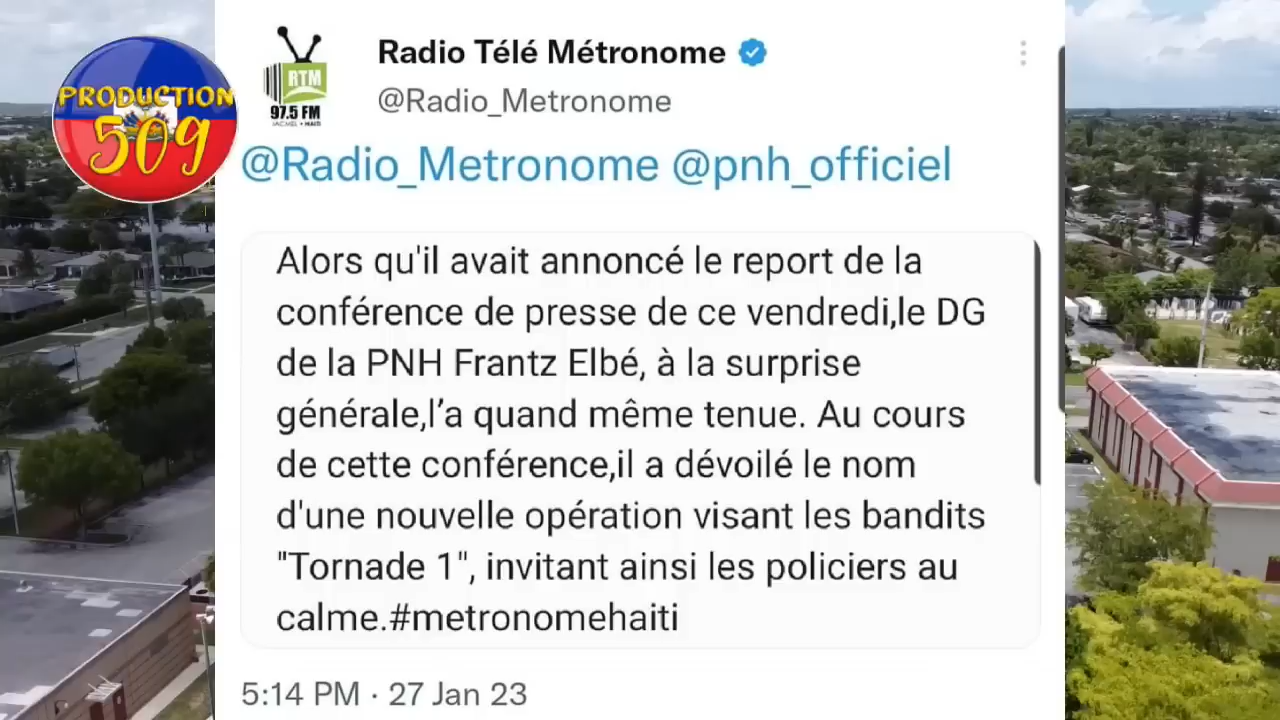 PRODUCTION
509
RTM
97.5 FM
JACMEL • HAITI
Radio Télé Métronome
@Radio_Metronome
@Radio_Metronome @pnh_officiel
Alors qu'il avait annoncé le report de la
conférence de presse de ce vendredi,le DG
de la PNH Frantz Elbé, à la surprise
générale,l’a quand même tenue. Au cours
de cette conférence,il a dévoilé le nom
d'une nouvelle opération visant les bandits
"Tornade 1", invitant ainsi les policiers au
calme.#metronomehaiti
5:14 PM · 27 Jan 23